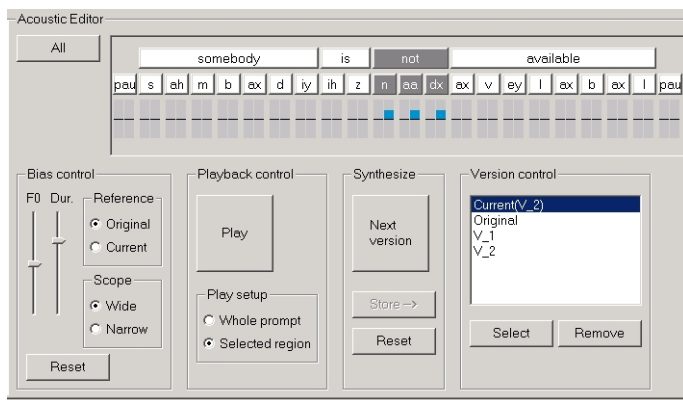 Acoustic Editor
All
somebody is not available
pau s ah m b ax d iy ih z n aa dx ax v ey l ax b ax l pau
Bias control
F0 Dur.
Reference
Original
Current
Scope
Wide
Narrow
Reset
Playback control
Play
Play setup
Whole prompt
Selected region
Synthesize
Next
version
Store -->
Reset
Version control
Current(V_2)
Original
V_1
V_2
Select Remove